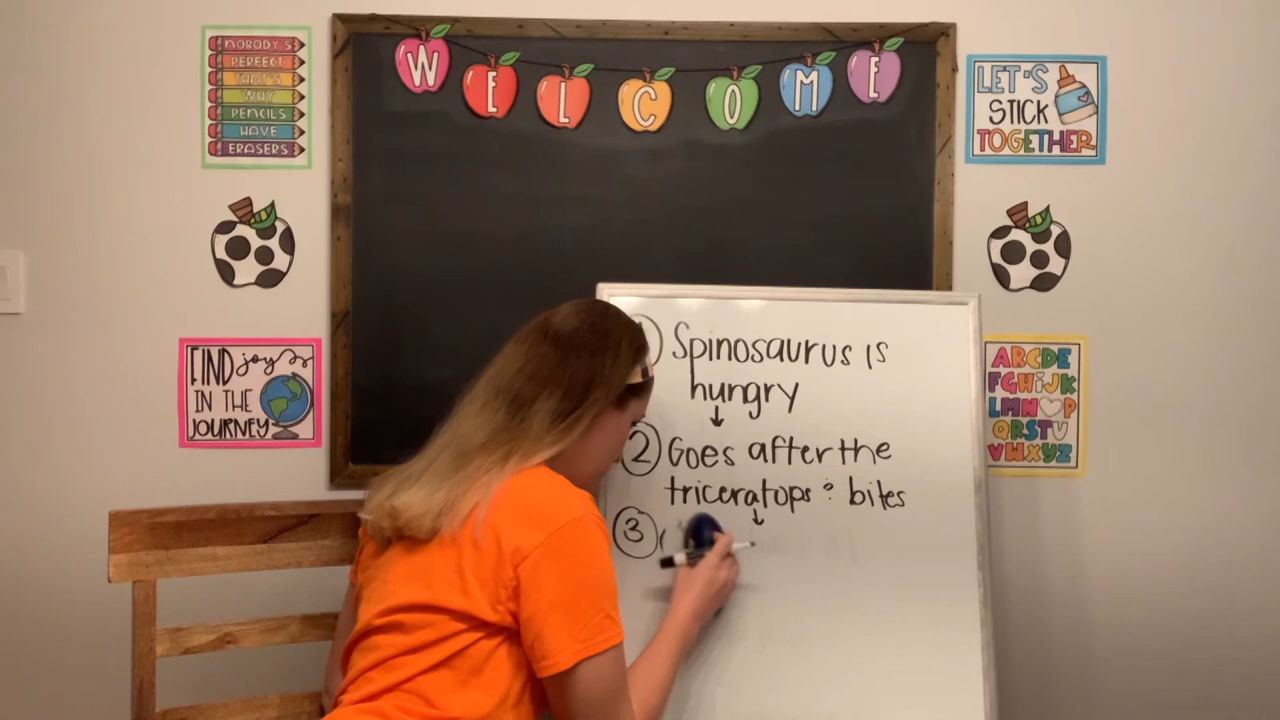 NOBODY'S
PERFECT
THAT'S
WHY
PENCILS
HAVE
ERASERS
WELCOME
LET'S
STICK
TOGETHER
FIND joy
IN THE
JOURNEY
ABCDE
FGHiJK
LMN P
QRSTU
VWXYZ
1 Spinosaurus is
hungry
↓
2 Goes after the
triceratops & bites
↓
3